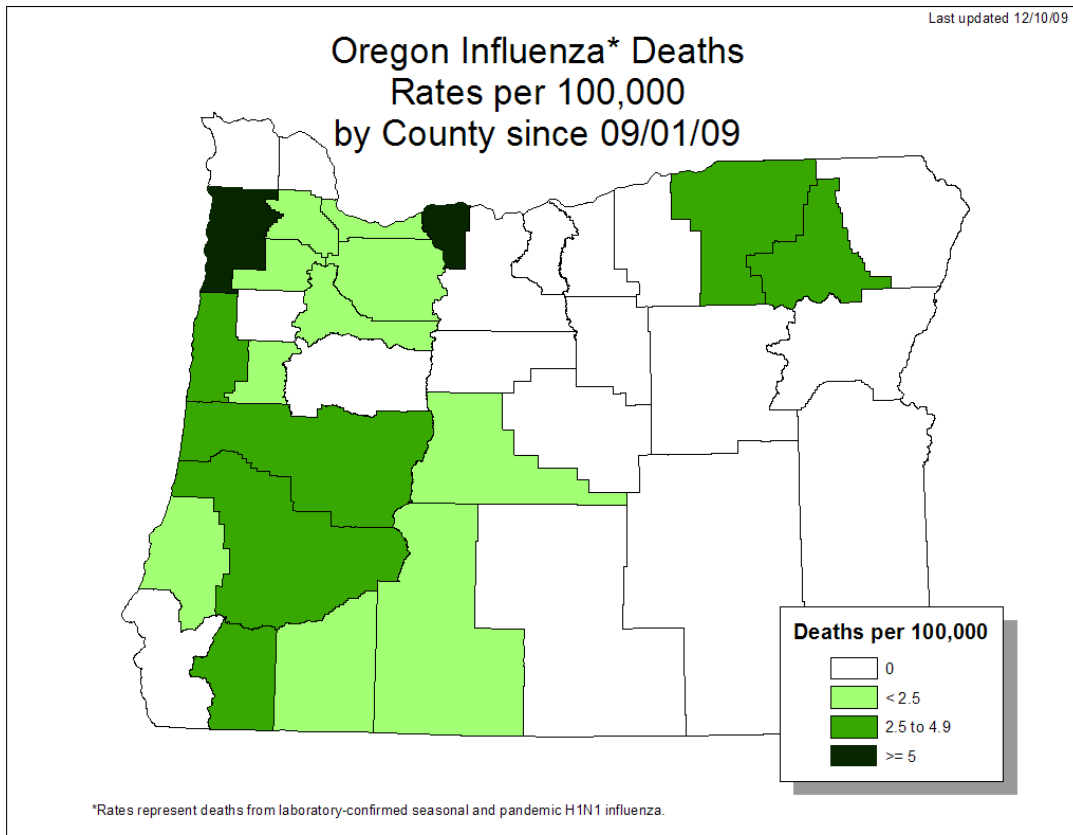 Last updated 12/10/09
Oregon Influenza* Deaths
Rates per 100,000
by County since 09/01/09
Deaths per 100,000
0
< 2.5
2.5 to 4.9
>= 5
*Rates represent deaths from laboratory-confirmed seasonal and pandemic H1N1 influenza.